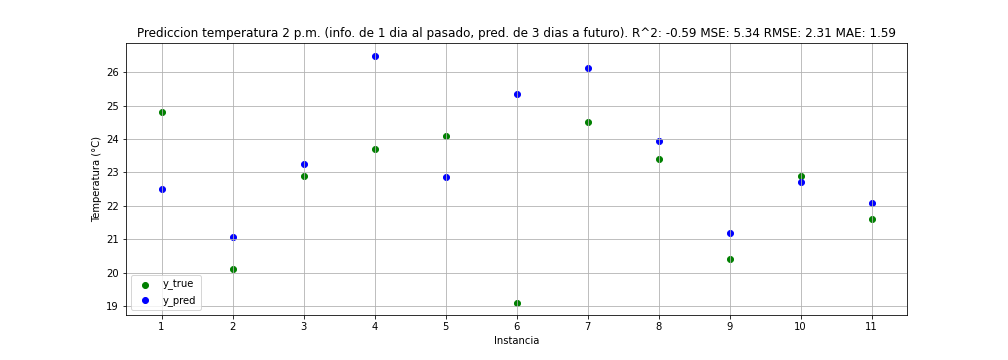 Prediccion temperatura 2 p.m. (info. de 1 dia al pasado, pred. de 3 dias a futuro). R^2: -0.59 MSE: 5.34 RMSE: 2.31 MAE: 1.59
Temperatura (°C)
26
25
24
23
22
21
20
19
y_true
y_pred
1 2 3 4 5 6 7 8 9 10 11
Instancia